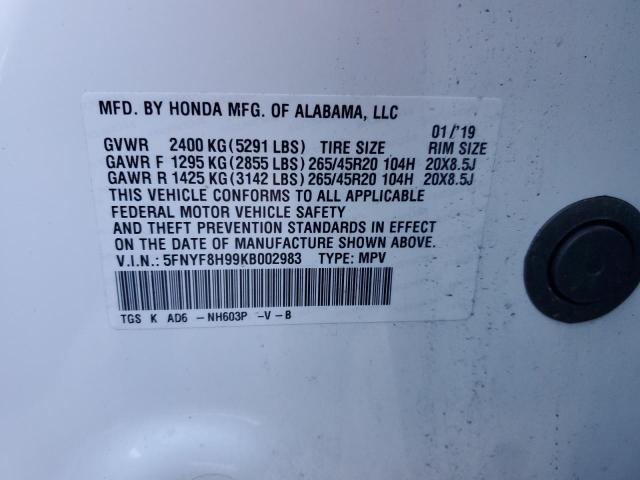 MFD. BY HONDA MFG. OF ALABAMA, LLC
01/'19
GVWR 2400 KG (5291 LBS) TIRE SIZE RIM SIZE
GAWR F 1295 KG (2855 LBS) 265/45R20 104H 20X8.5J
GAWR R 1425 KG (3142 LBS) 265/45R20 104H 20X8.5J
THIS VEHICLE CONFORMS TO ALL APPLICABLE
FEDERAL MOTOR VEHICLE SAFETY
AND THEFT PREVENTION STANDARDS IN EFFECT
ON THE DATE OF MANUFACTURE SHOWN ABOVE.
V.I.N.: 5FNYF8H99KB002983 TYPE: MPV
TGS K AD6 - NH603P -V-B